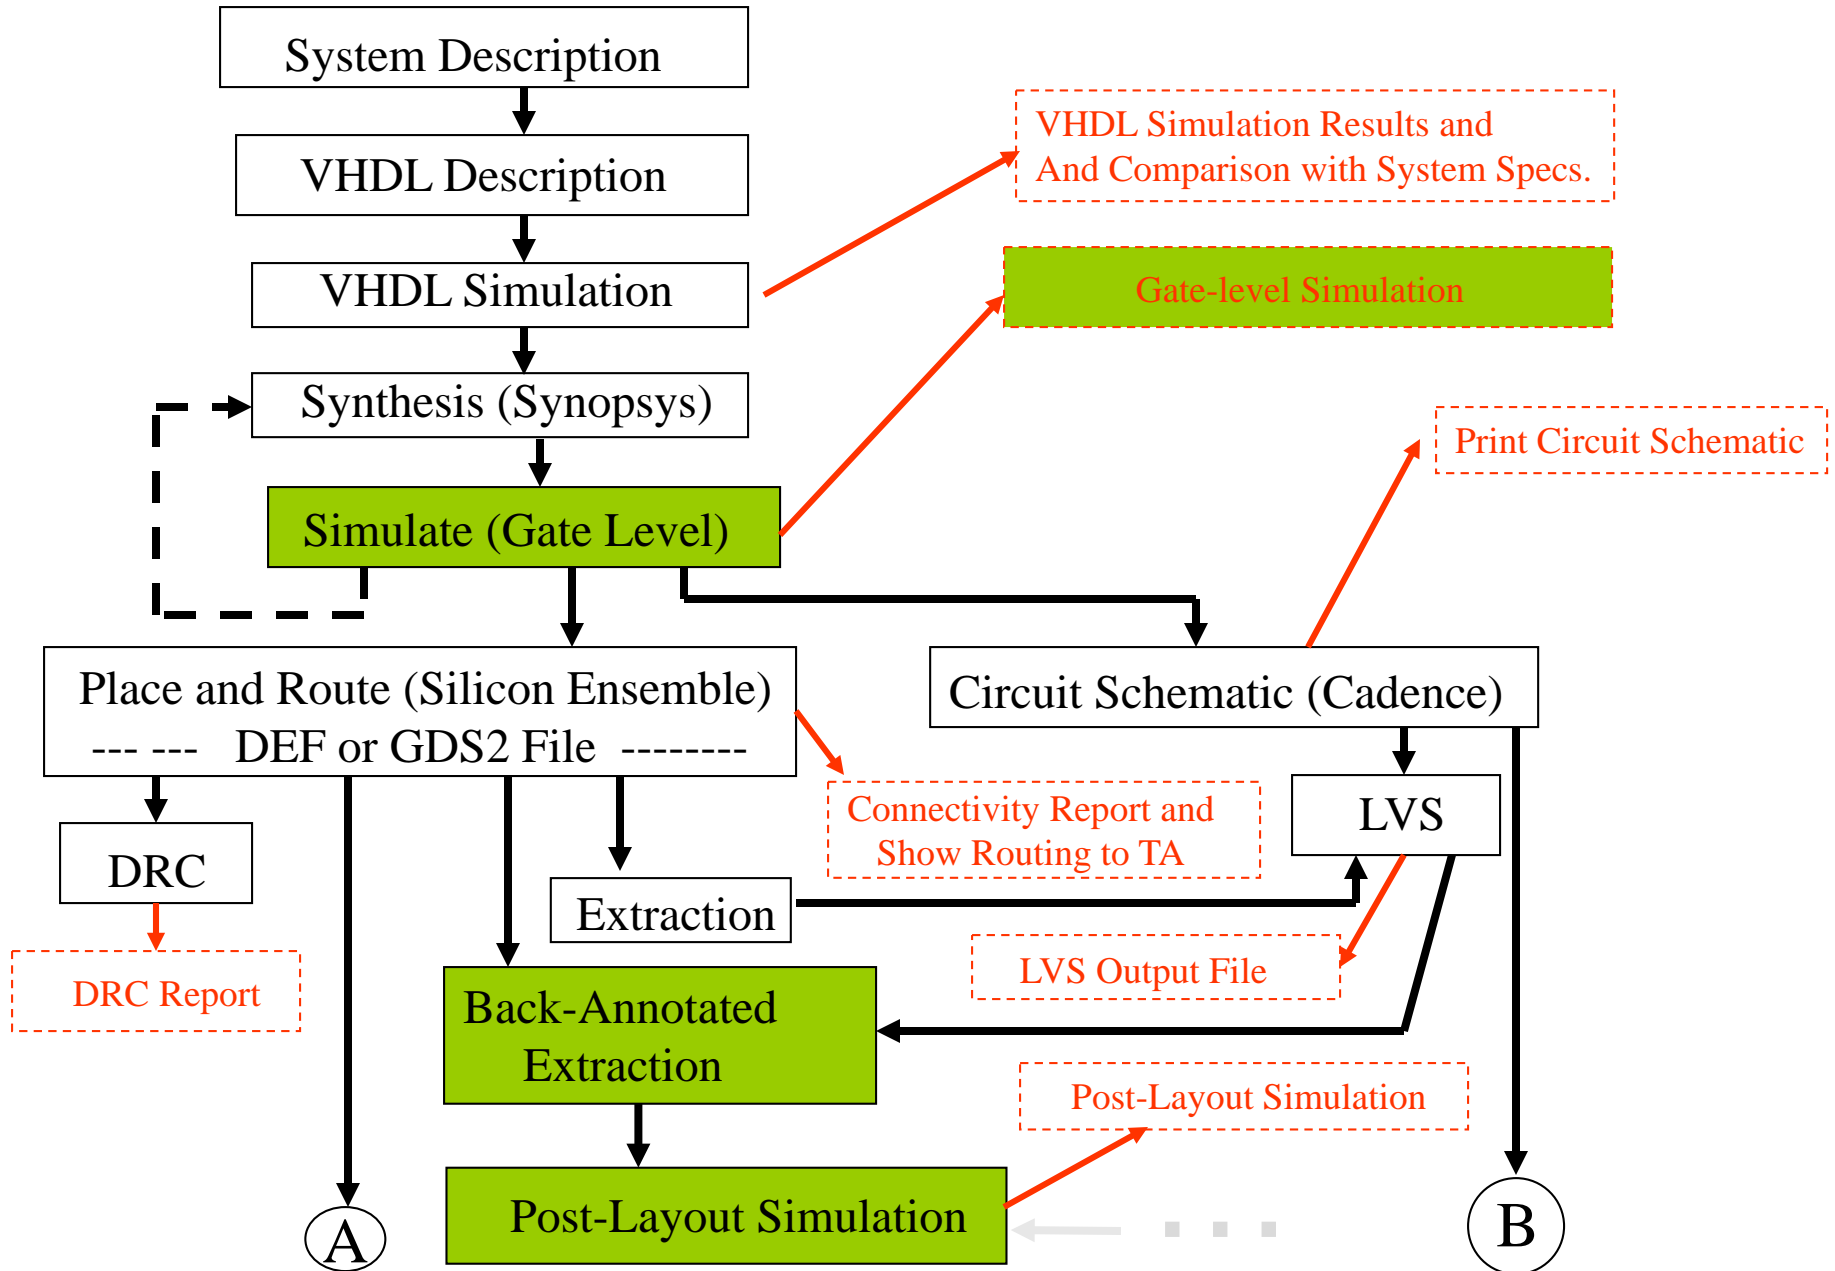 System Description
VHDL Description
VHDL Simulation
VHDL Simulation Results and
And Comparison with System Specs.
Gate-level Simulation
Synthesis (Synopsys)
Print Circuit Schematic
Simulate (Gate Level)
Place and Route (Silicon Ensemble)
--- --- DEF or GDS2 File --------
Circuit Schematic (Cadence)
Connectivity Report and
Show Routing to TA
LVS
DRC
Extraction
DRC Report
LVS Output File
Back-Annotated
Extraction
Post-Layout Simulation
Post-Layout Simulation
A
B